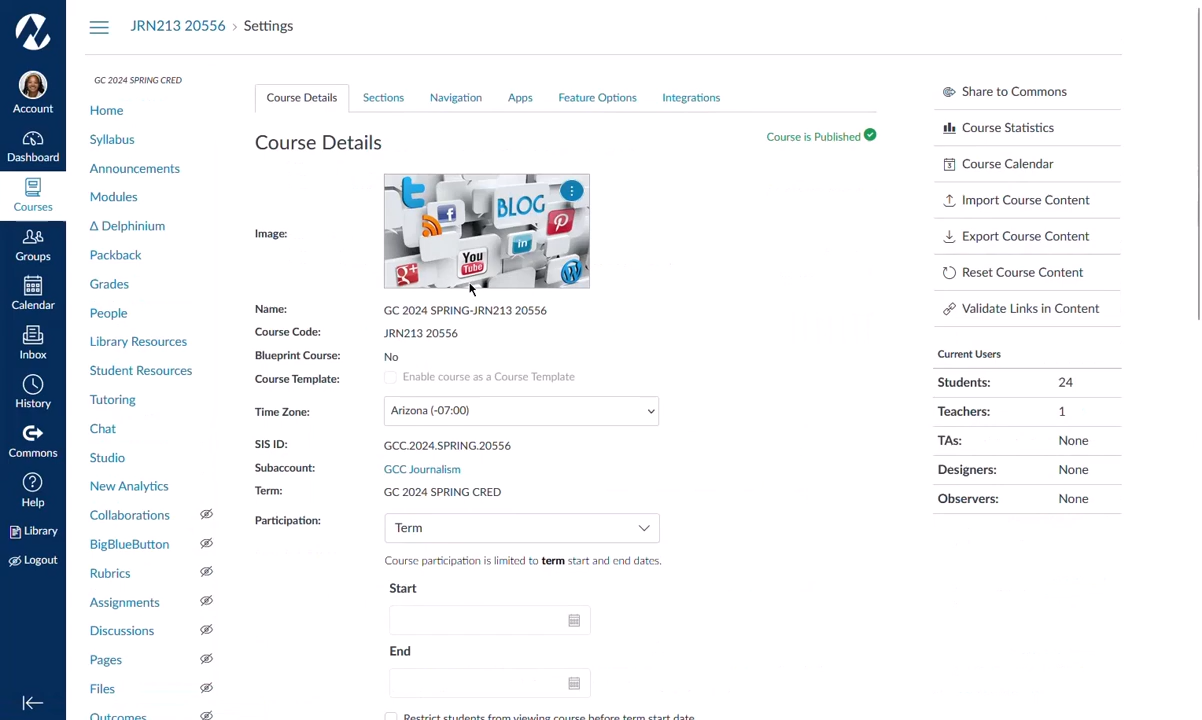 JRN213 20556 › Settings
Account
Dashboard
Courses
Groups
Calendar
Inbox
History
Commons
Help
Library
Logout
GC 2024 SPRING CRED
Home
Syllabus
Announcements
Modules
Δ Delphinium
Packback
Grades
People
Library Resources
Student Resources
Tutoring
Chat
Studio
New Analytics
Collaborations
BigBlueButton
Rubrics
Assignments
Discussions
Pages
Files
Outcomes
Course Details Sections Navigation Apps Feature Options Integrations
Course Details
Course is Published
Image:
BLOG
You
Tube
in
g+
Name: GC 2024 SPRING-JRN213 20556
Course Code: JRN213 20556
Blueprint Course: No
Course Template: Enable course as a Course Template
Time Zone: Arizona (-07:00)
SIS ID: GCC.2024.SPRING.20556
Subaccount: GCC Journalism
Term: GC 2024 SPRING CRED
Participation: Term
Course participation is limited to term start and end dates.
Start
End
Restrict students from viewing course before term start date
Share to Commons
Course Statistics
Course Calendar
Import Course Content
Export Course Content
Reset Course Content
Validate Links in Content
Current Users
Students: 24
Teachers: 1
TAs: None
Designers: None
Observers: None